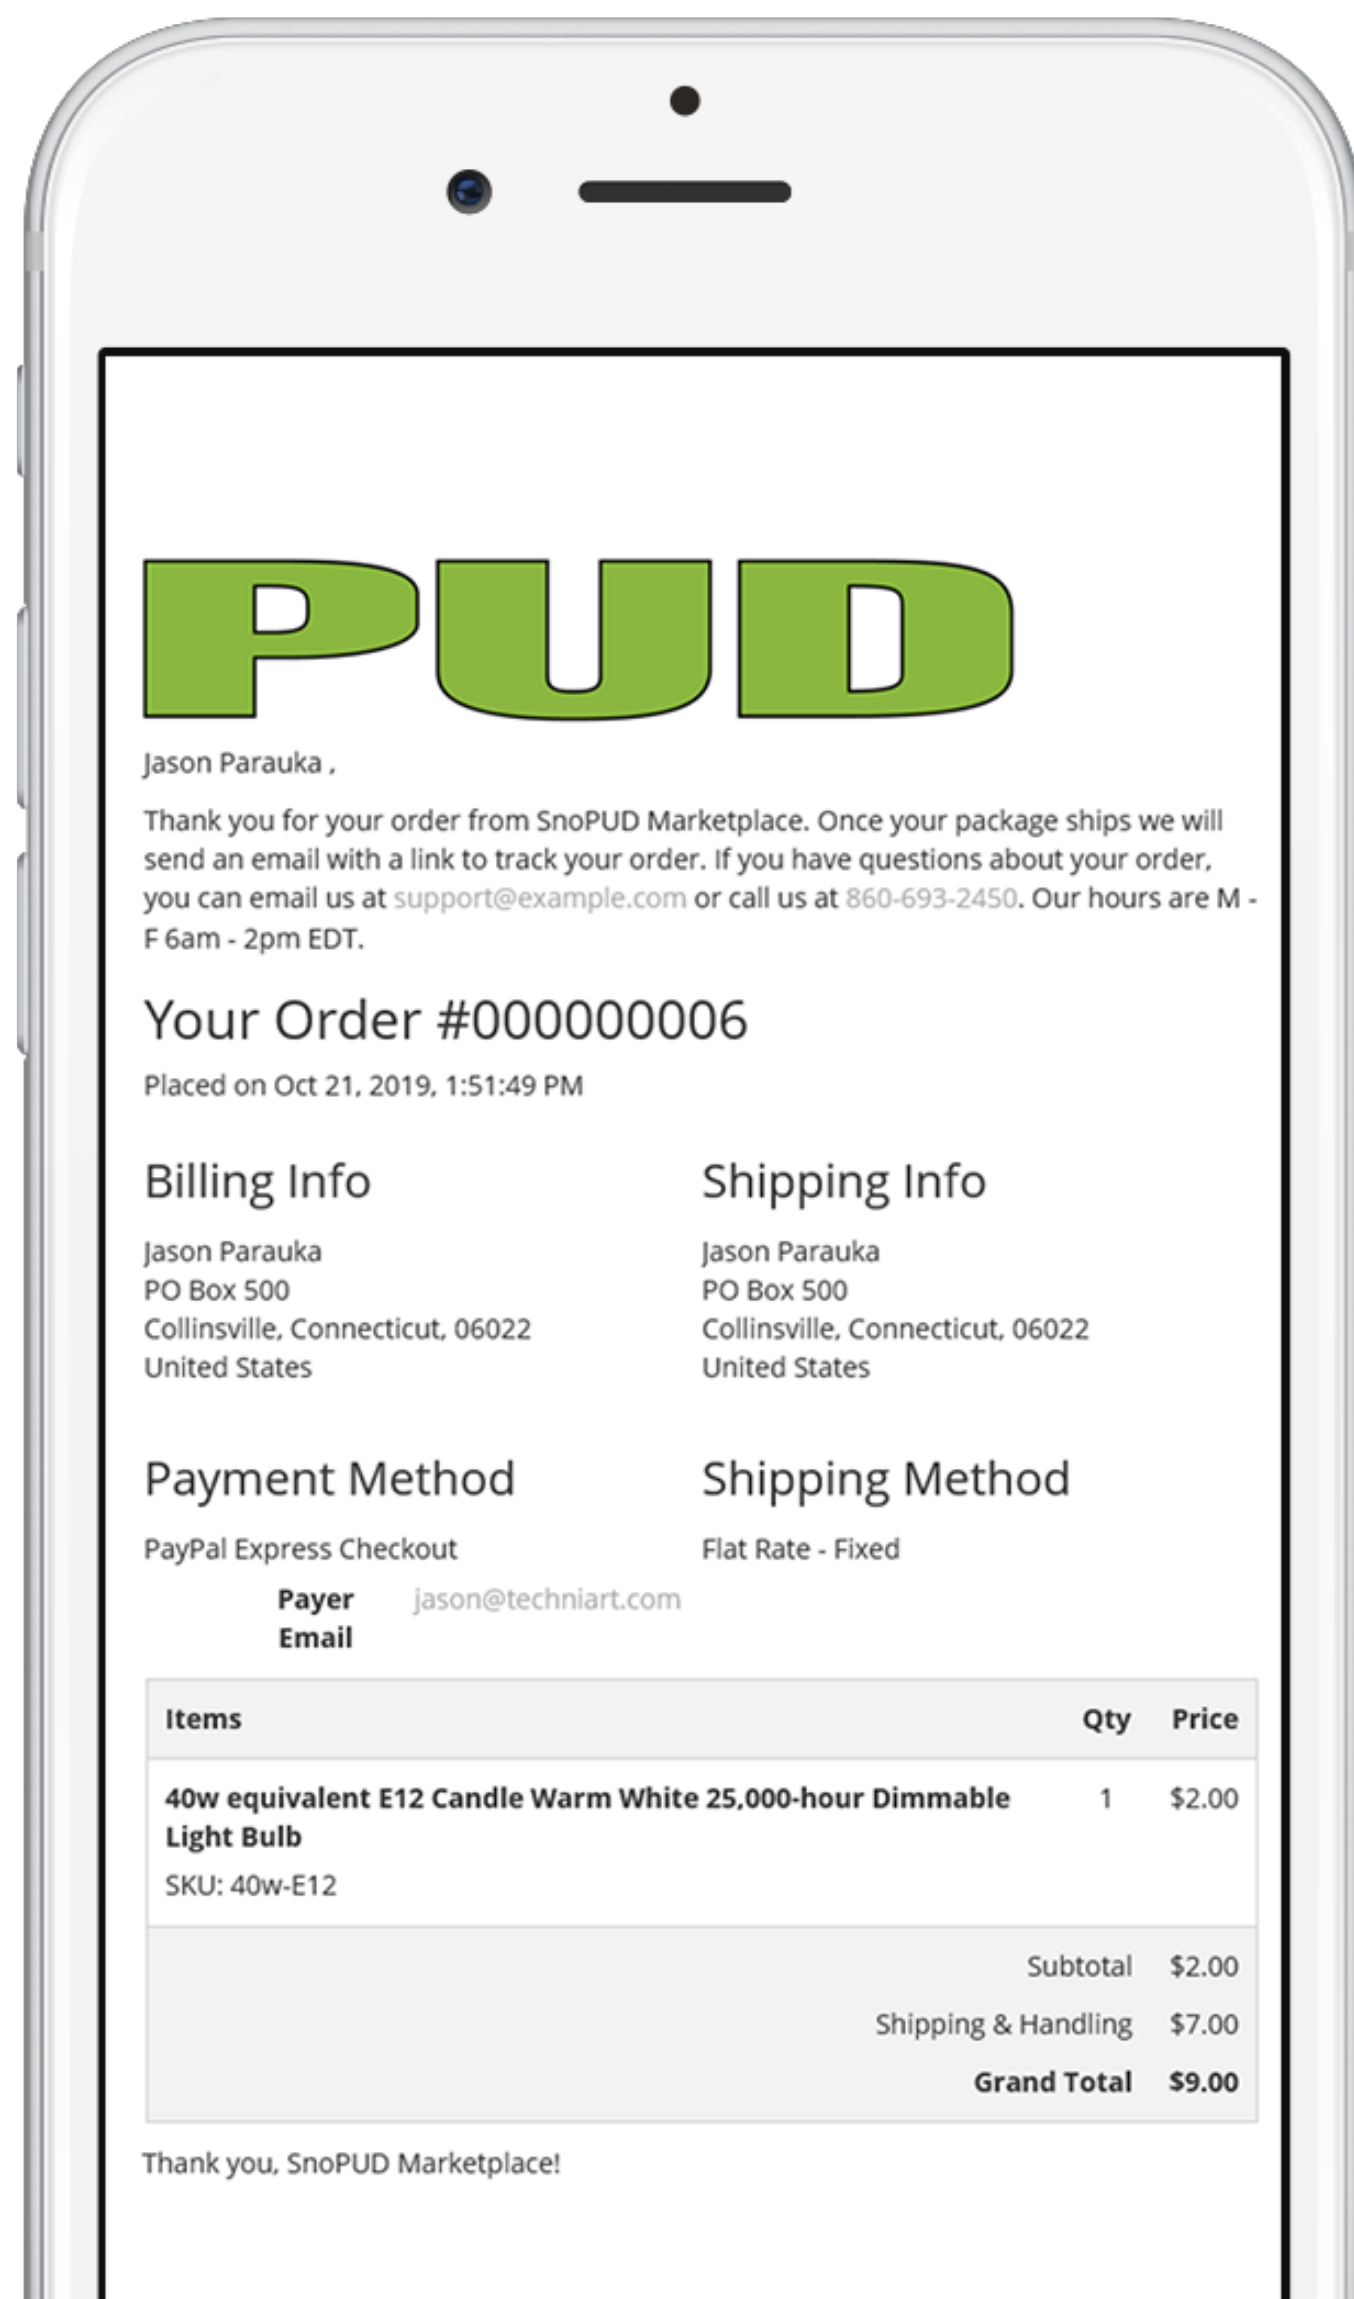 PUD
Jason Parauka ,
Thank you for your order from SnoPUD Marketplace. Once your package ships we will
send an email with a link to track your order. If you have questions about your order,
you can email us at support@example.com or call us at 860-693-2450. Our hours are M -
F 6am - 2pm EDT.
Your Order #000000006
Placed on Oct 21, 2019, 1:51:49 PM
Billing Info
Jason Parauka
PO Box 500
Collinsville, Connecticut, 06022
United States
Shipping Info
Jason Parauka
PO Box 500
Collinsville, Connecticut, 06022
United States
Payment Method
PayPal Express Checkout
Payer jason@techniart.com
Email
Shipping Method
Flat Rate - Fixed
Items Qty Price
40w equivalent E12 Candle Warm White 25,000-hour Dimmable 1 $2.00
Light Bulb
SKU: 40w-E12
Subtotal $2.00
Shipping & Handling $7.00
Grand Total $9.00
Thank you, SnoPUD Marketplace!